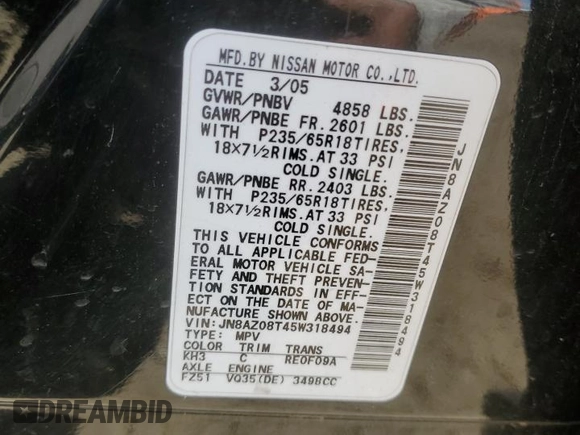 MFD.BY NISSAN MOTOR CO.,LTD.
DATE 3/05
GVWR/PNBV 4858 LBS.
GAWR/PNBE FR. 2601 LBS.
WITH P235/65R18TIRES,
18×7½RIMS.AT 33 PSI
COLD SINGLE.
GAWR/PNBE RR. 2403 LBS.
WITH P235/65R18TIRES,
18×7½RIMS.AT 33 PSI
COLD SINGLE.
THIS VEHICLE CONFORMS
TO ALL APPLICABLE FED-
ERAL MOTOR VEHICLE SA-
FETY AND THEFT PREVEN-
TION STANDARDS IN EFF-
ECT ON THE DATE OF MA-
NUFACTURE SHOWN ABOVE.
VIN:JN8AZ08T45W318494
TYPE: MPV
COLOR TRIM TRANS
KH3 C RE0F09A
AXLE ENGINE
FZ51 VQ35(DE) 3498CC
JN8AZ08T45W318494
DREAMBID